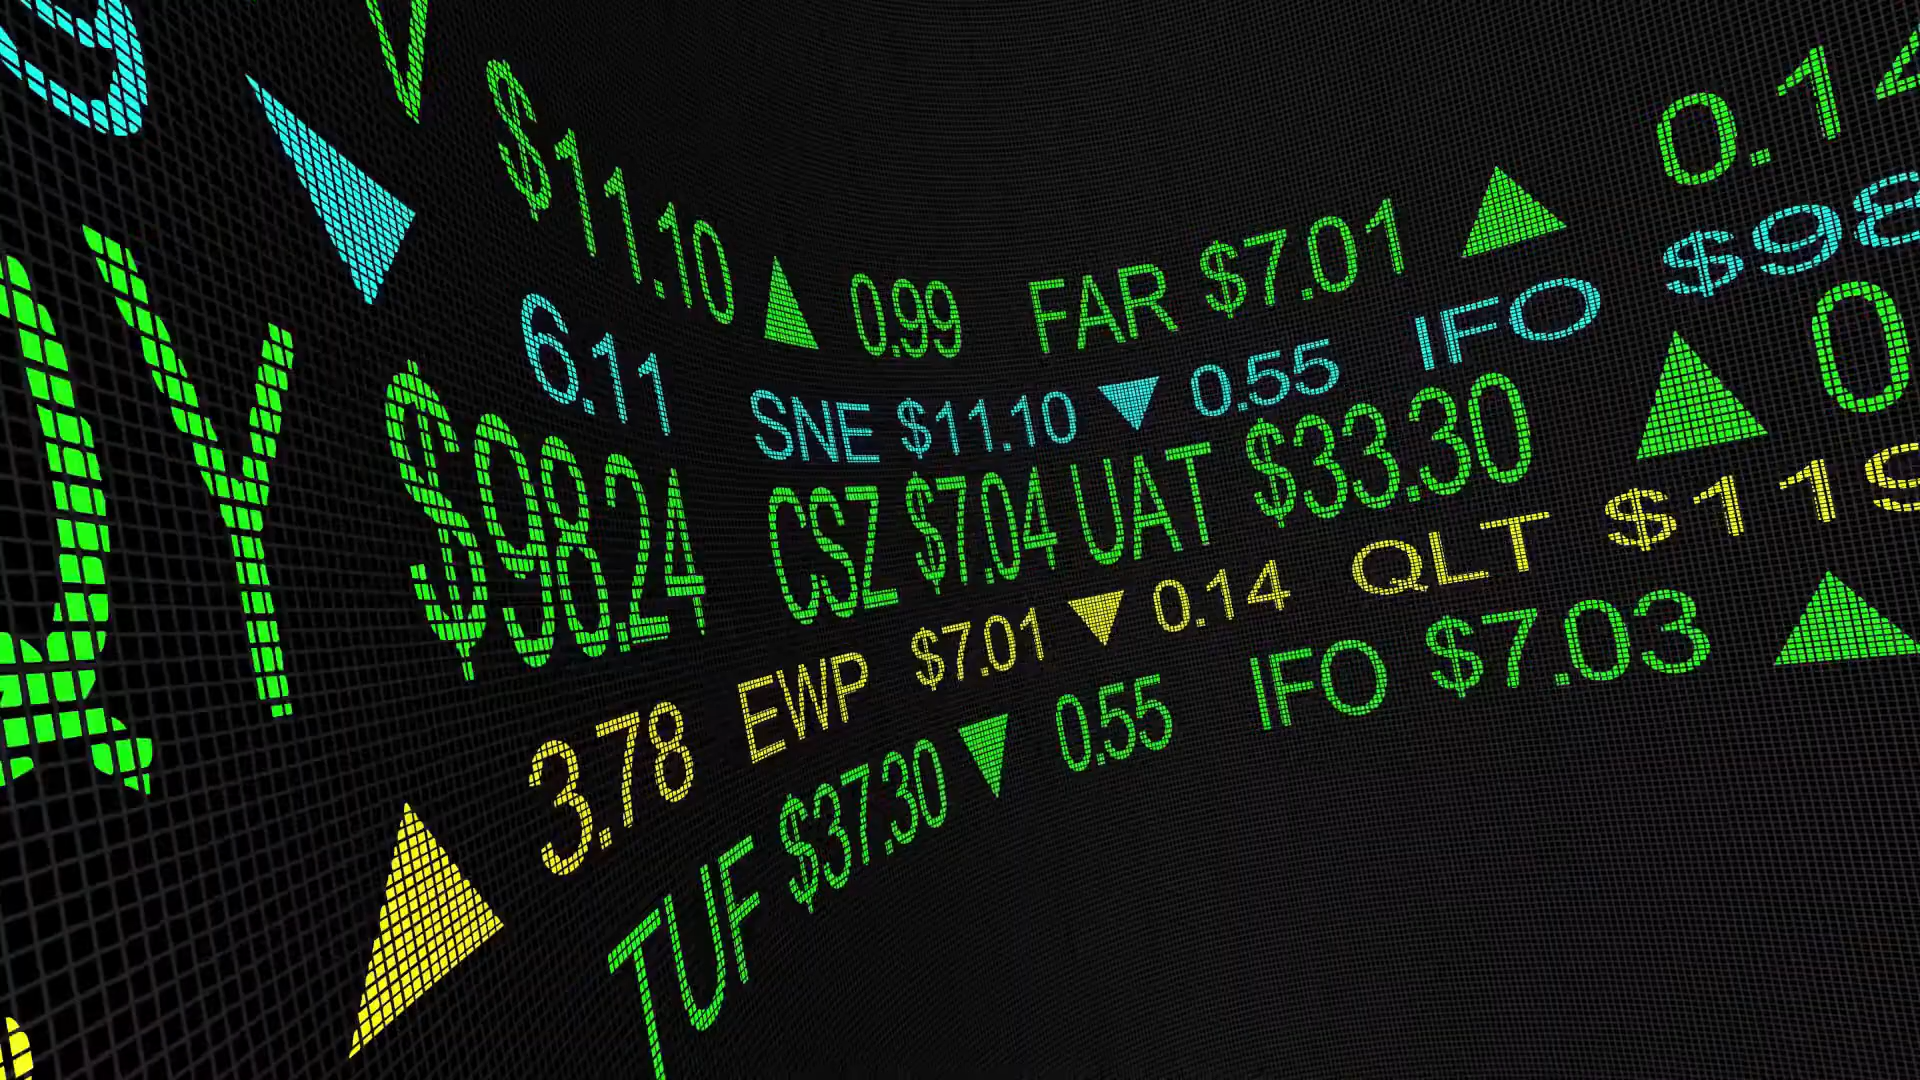 $11.10 ▲ 0.99 FAR $7.01 ▲ 0.14
6.11 SNE $11.10 ▼ 0.55 IFO $98
QY $98.24 CSZ $7.04 UAT $33.30 ▲ 0
▲ 3.78 EWP $7.01 ▼ 0.14 QLT $119
TUF $37.30 ▼ 0.55 IFO $7.03 ▲